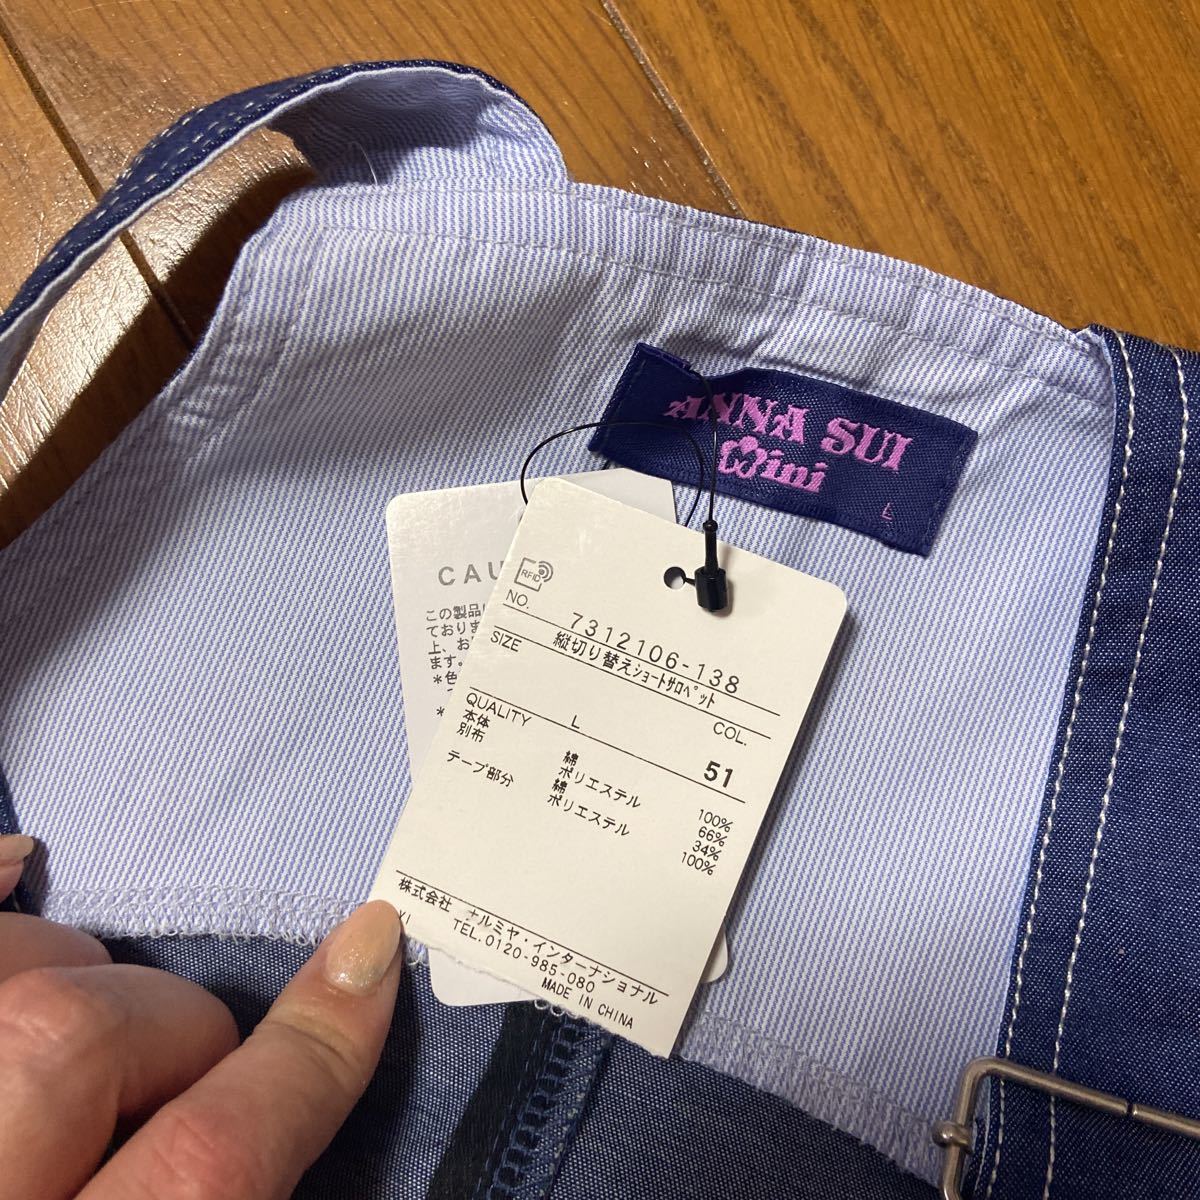 ANNA SUI
mini
L
CAU
この製品
ており
上、お
ます。
*色
*
RFID
NO. 7312106-138
縦切り替えｼｮｰﾄｻﾛﾍﾟｯﾄ
SIZE COL.
L 51
QUALITY
本体 綿 100%
別布 ポリエステル 66%
綿 34%
テープ部分 ポリエステル 100%
株式会社 ナルミヤ・インターナショナル
YI TEL.0120-985-080
MADE IN CHINA